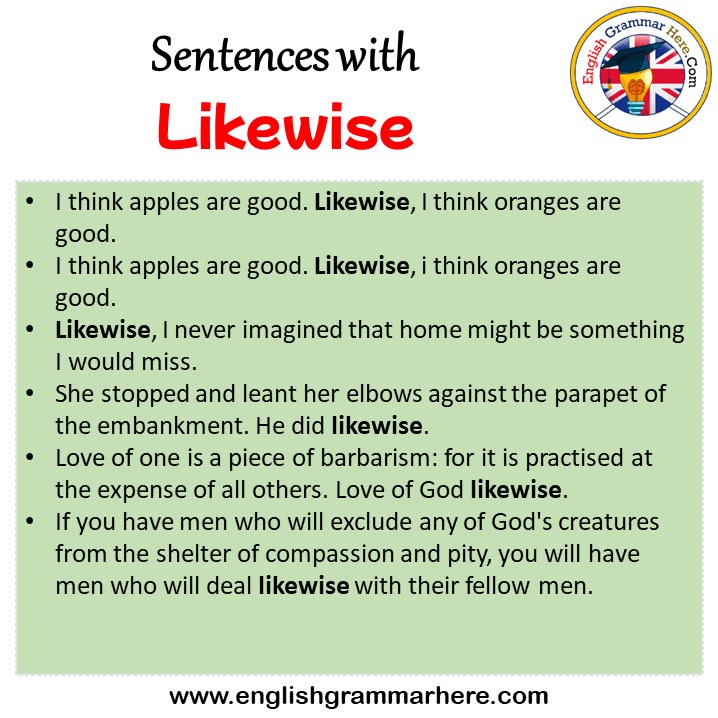 Sentences with
English Grammar Here.Com
Likewise
• I think apples are good. Likewise, I think oranges are
good.
• I think apples are good. Likewise, i think oranges are
good.
• Likewise, I never imagined that home might be something
I would miss.
• She stopped and leant her elbows against the parapet of
the embankment. He did likewise.
• Love of one is a piece of barbarism: for it is practised at
the expense of all others. Love of God likewise.
• If you have men who will exclude any of God's creatures
from the shelter of compassion and pity, you will have
men who will deal likewise with their fellow men.
www.englishgrammarhere.com